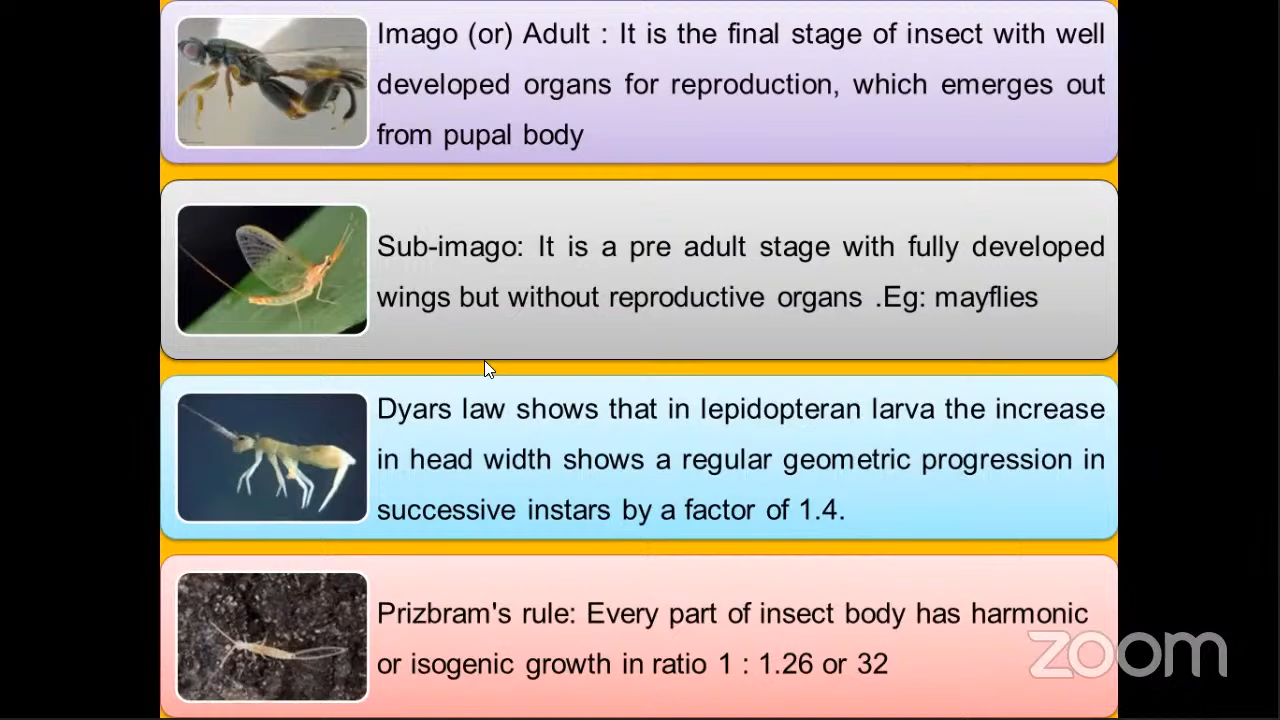 Imago (or) Adult : It is the final stage of insect with well
developed organs for reproduction, which emerges out
from pupal body
Sub-imago: It is a pre adult stage with fully developed
wings but without reproductive organs .Eg: mayflies
Dyars law shows that in lepidopteran larva the increase
in head width shows a regular geometric progression in
successive instars by a factor of 1.4.
Prizbram's rule: Every part of insect body has harmonic
or isogenic growth in ratio 1 : 1.26 or 32
zoom